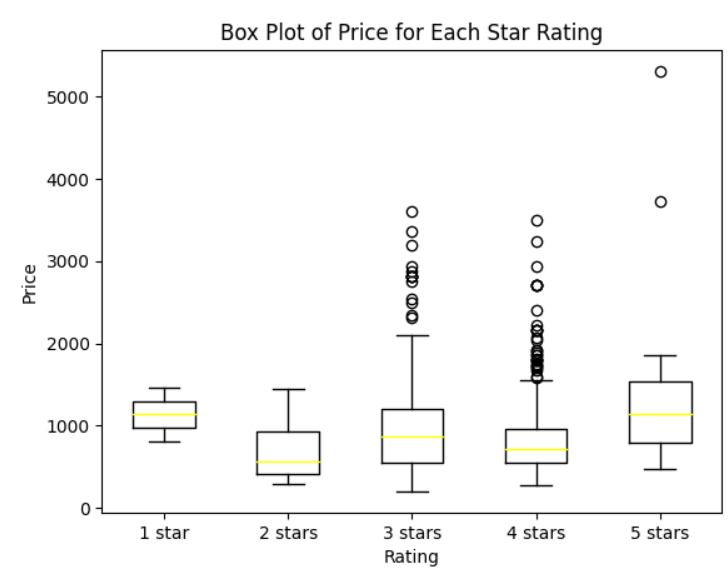 Box Plot of Price for Each Star Rating
5000
4000
3000
2000
1000
0
Price
1 star 2 stars 3 stars 4 stars 5 stars
Rating